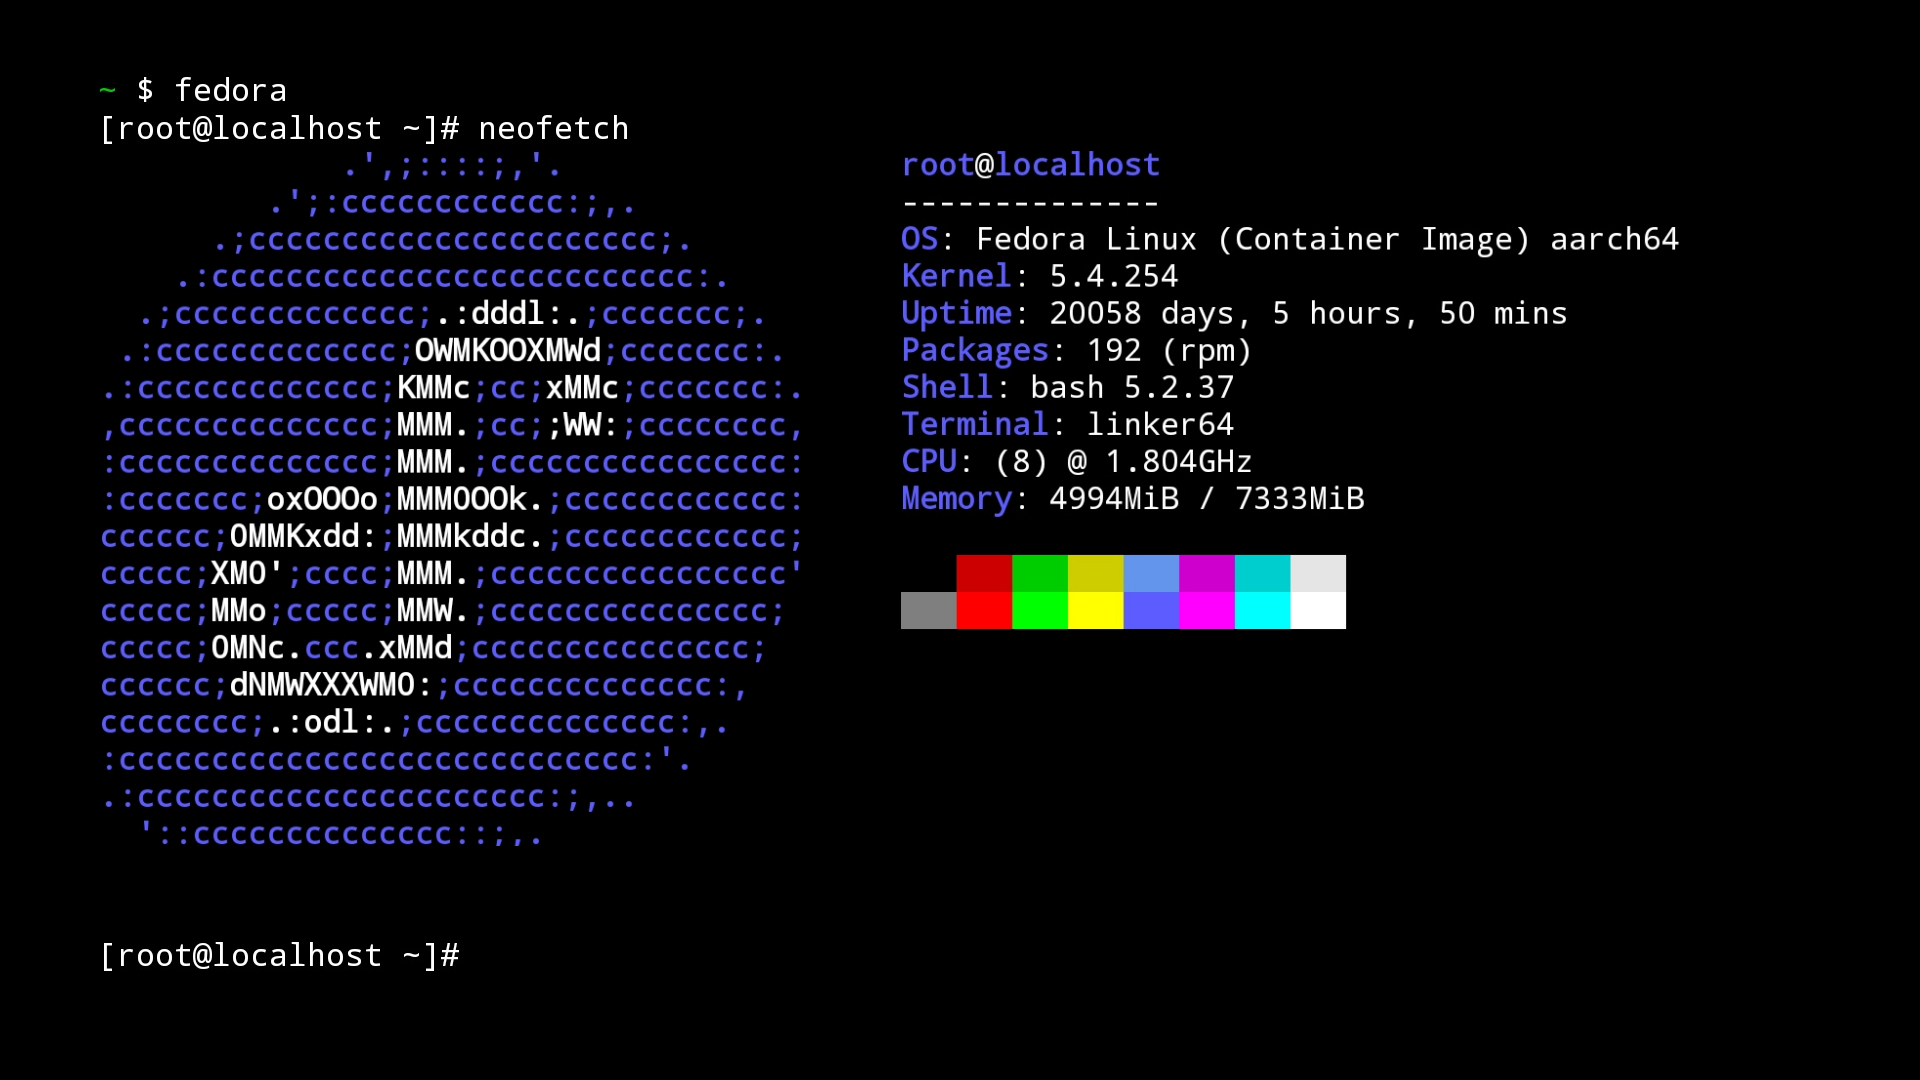 ~ $ fedora
[root@localhost ~]# neofetch
             .',;::::;,'.                root@localhost
         .';:cccccccccccc:;,.            --------------
      .;cccccccccccccccccccccc;.         OS: Fedora Linux (Container Image) aarch64
    .:cccccccccccccccccccccccccc:.       Kernel: 5.4.254
  .;ccccccccccccc;.:dddl:.;ccccccc;.     Uptime: 20058 days, 5 hours, 50 mins
 .:ccccccccccccc;OWMKOOXMWd;ccccccc:.    Packages: 192 (rpm)
.:ccccccccccccc;KMMc;cc;xMMc;ccccccc:.   Shell: bash 5.2.37
,cccccccccccccc;MMM.;cc;;WW:;cccccccc,   Terminal: linker64
:cccccccccccccc;MMM.;cccccccccccccccc:   CPU: (8) @ 1.804GHz
:ccccccc;oxOOOo;MMMOOOk.;cccccccccccc:   Memory: 4994MiB / 7333MiB
cccccc;OMMKxdd:;MMMkddc.;cccccccccccc;
ccccc;XMO';cccc;MMM.;cccccccccccccccc'
ccccc;MMo;ccccc;MMW.;ccccccccccccccc;
ccccc;OMNc.ccc.xMMd;ccccccccccccccc;
cccccc;dNMWXXXWMO:;cccccccccccccc:,
cccccccc;.:odl:.;cccccccccccccc:,.
:cccccccccccccccccccccccccccc:'.
.:cccccccccccccccccccccc:;,..
  '::cccccccccccccc::;,.
[root@localhost ~]#